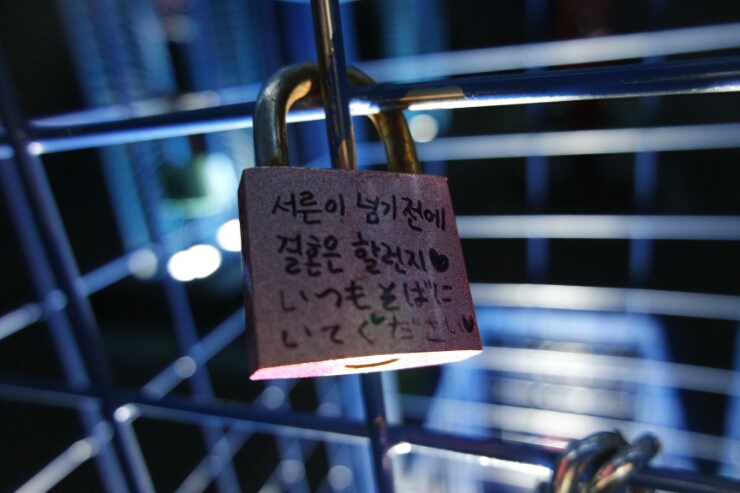 서른이 넘기 전에
결혼은 할런지♥
いつもそばに
いてください♥